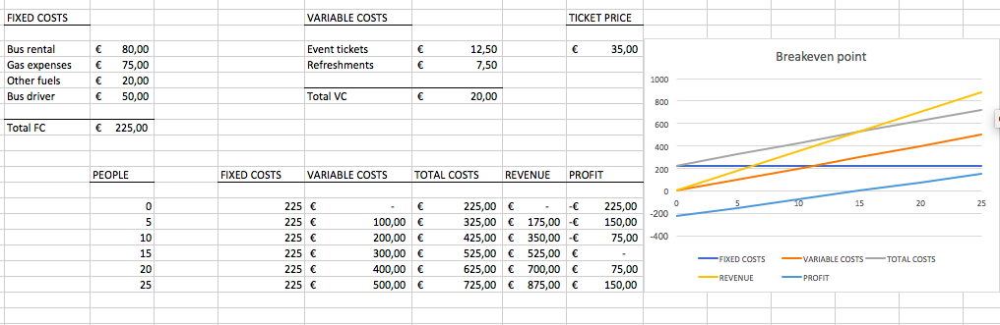 FIXED COSTS VARIABLE COSTS TICKET PRICE
Bus rental € 80,00 Event tickets € 12,50 € 35,00
Gas expenses € 75,00 Refreshments € 7,50
Other fuels € 20,00
Bus driver € 50,00 Total VC € 20,00
Total FC € 225,00
PEOPLE FIXED COSTS VARIABLE COSTS TOTAL COSTS REVENUE PROFIT
0 225 € - € 225,00 € - -€ 225,00
5 225 € 100,00 € 325,00 € 175,00 -€ 150,00
10 225 € 200,00 € 425,00 € 350,00 -€ 75,00
15 225 € 300,00 € 525,00 € 525,00 € -
20 225 € 400,00 € 625,00 € 700,00 € 75,00
25 225 € 500,00 € 725,00 € 875,00 € 150,00
Breakeven point
1000
800
600
400
200
0
-200
-400
0 5 10 15 20 25
FIXED COSTS VARIABLE COSTS TOTAL COSTS
REVENUE PROFIT